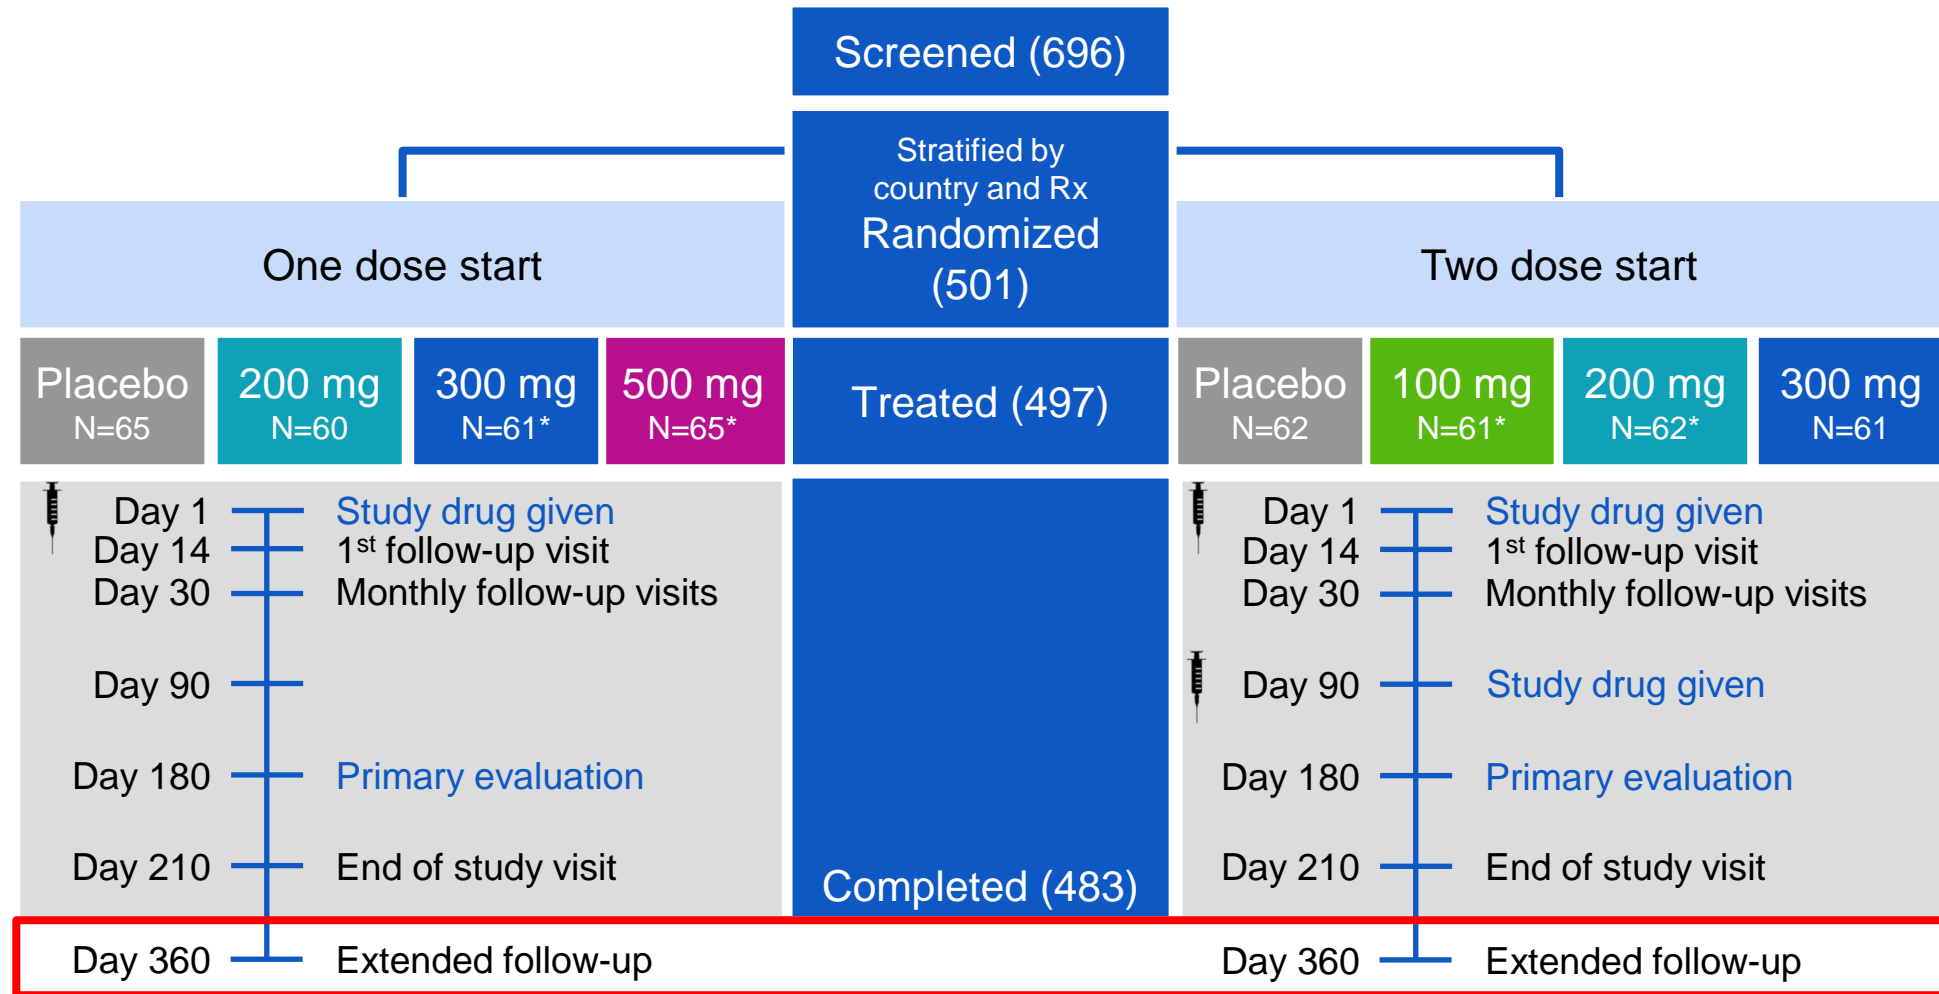 Screened (696)
Stratified by
country and Rx
Randomized
(501)
One dose start
Two dose start
Placebo
N=65
200 mg
N=60
300 mg
N=61*
500 mg
N=65*
Treated (497)
Placebo
N=62
100 mg
N=61*
200 mg
N=62*
300 mg
N=61
Day 1 Study drug given
Day 14 1st follow-up visit
Day 30 Monthly follow-up visits
Day 90
Day 180 Primary evaluation
Day 210 End of study visit
Completed (483)
Day 1 Study drug given
Day 14 1st follow-up visit
Day 30 Monthly follow-up visits
Day 90 Study drug given
Day 180 Primary evaluation
Day 210 End of study visit
Day 360 Extended follow-up
Day 360 Extended follow-up